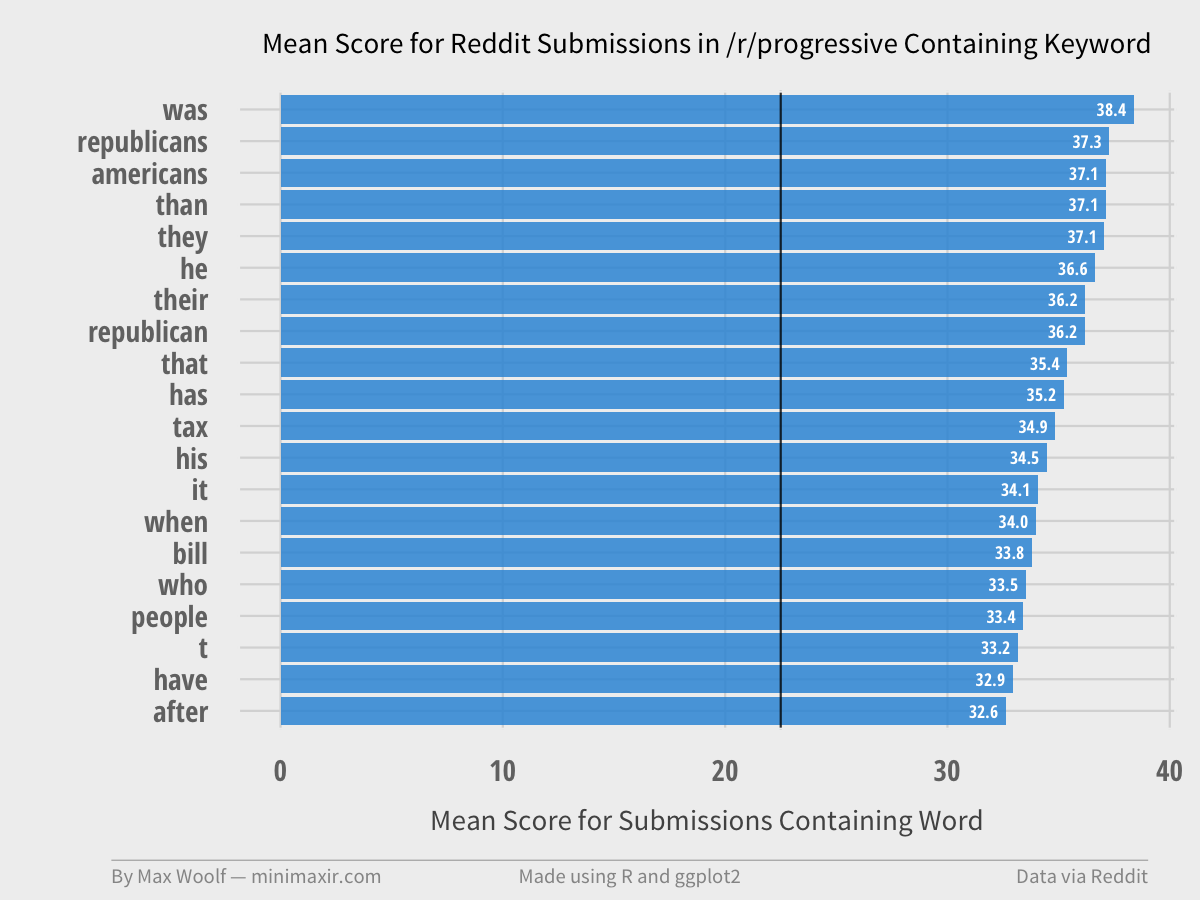 Mean Score for Reddit Submissions in /r/progressive Containing Keyword
was 38.4
republicans 37.3
americans 37.1
than 37.1
they 37.1
he 36.6
their 36.2
republican 36.2
that 35.4
has 35.2
tax 34.9
his 34.5
it 34.1
when 34.0
bill 33.8
who 33.5
people 33.4
t 33.2
have 32.9
after 32.6
0 10 20 30 40
Mean Score for Submissions Containing Word
By Max Woolf — minimaxir.com Made using R and ggplot2 Data via Reddit